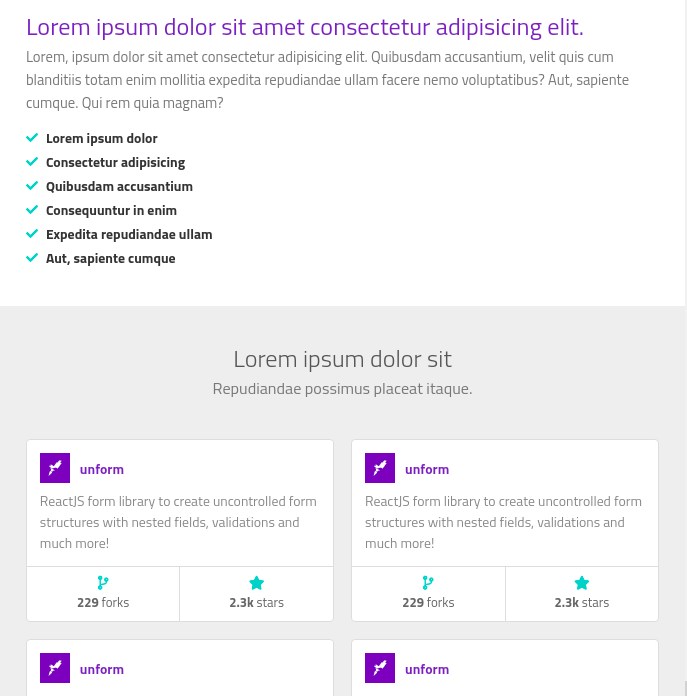 Lorem ipsum dolor sit amet consectetur adipisicing elit.
Lorem, ipsum dolor sit amet consectetur adipisicing elit. Quibusdam accusantium, velit quis cum
blanditiis totam enim mollitia expedita repudiandae ullam facere nemo voluptatibus? Aut, sapiente
cumque. Qui rem quia magnam?
Lorem ipsum dolor
Consectetur adipisicing
Quibusdam accusantium
Consequuntur in enim
Expedita repudiandae ullam
Aut, sapiente cumque
Lorem ipsum dolor sit
Repudiandae possimus placeat itaque.
unform
ReactJS form library to create uncontrolled form
structures with nested fields, validations and
much more!
229 forks
2.3k stars
unform
ReactJS form library to create uncontrolled form
structures with nested fields, validations and
much more!
229 forks
2.3k stars
unform
unform